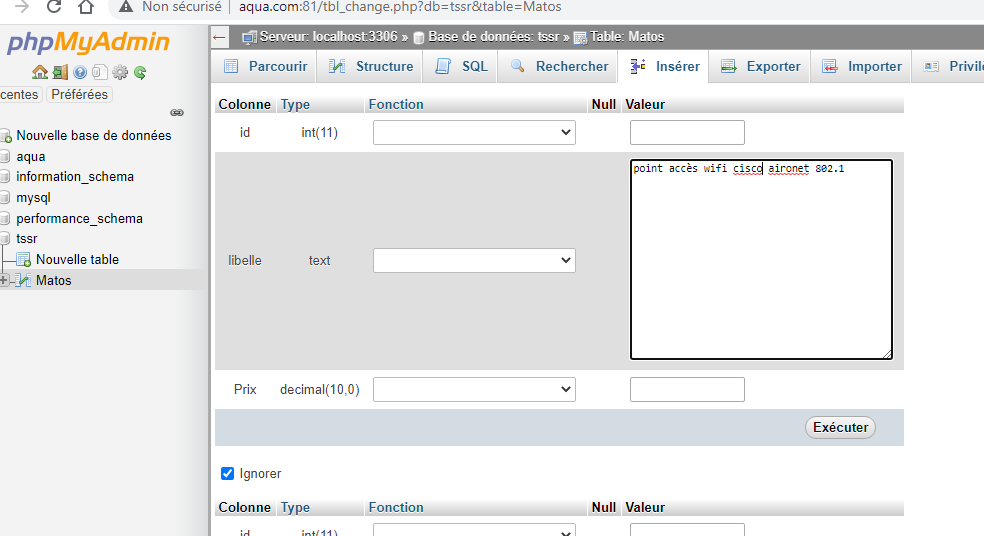 Non sécurisé | aqua.com:81/tbl_change.php?db=tssr&table=Matos
phpMyAdmin
centes Préférées
Nouvelle base de données
aqua
information_schema
mysql
performance_schema
tssr
Nouvelle table
Matos
Serveur: localhost:3306 » Base de données: tssr » Table: Matos
Parcourir Structure SQL Rechercher Insérer Exporter Importer Privilè
Colonne Type Fonction Null Valeur
id int(11)
libelle text point accès wifi cisco aironet 802.1
Prix decimal(10,0)
Exécuter
Ignorer
Colonne Type Fonction Null Valeur
id int(11)